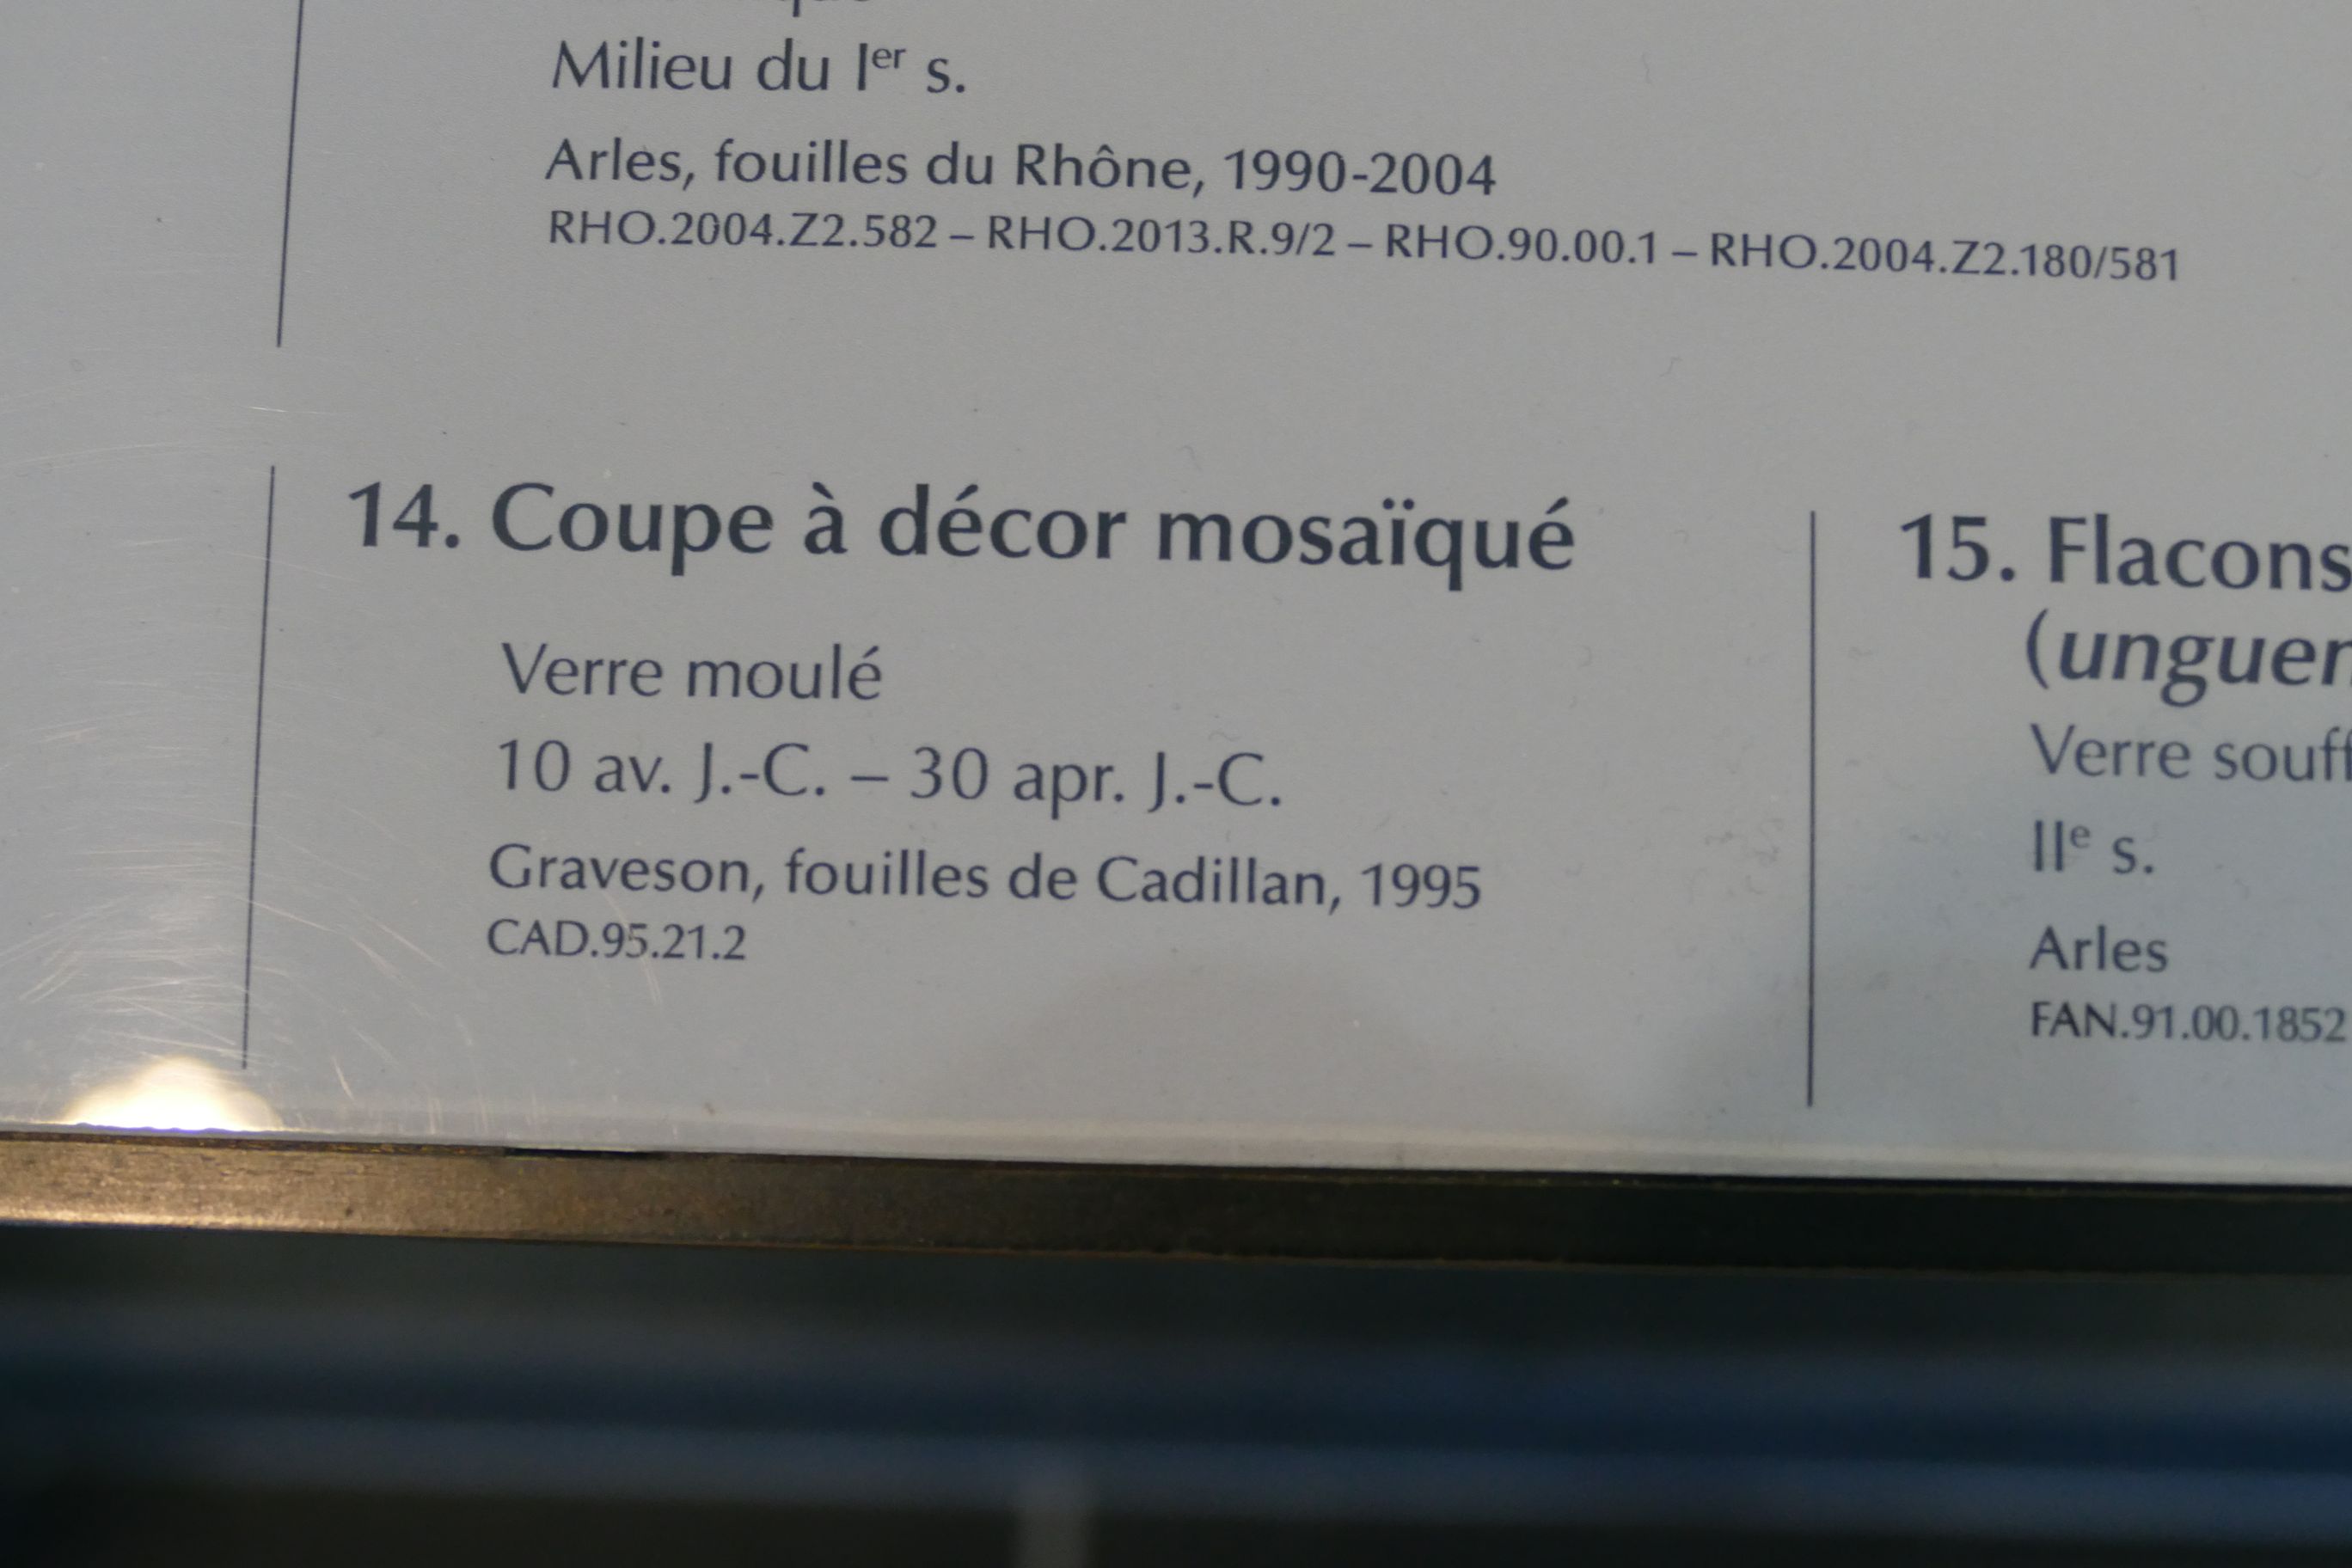 Milieu du Ier s.
Arles, fouilles du Rhône, 1990-2004
RHO.2004.Z2.582 – RHO.2013.R.9/2 – RHO.90.00.1 – RHO.2004.Z2.180/581
14. Coupe à décor mosaïqué
Verre moulé
10 av. J.-C. – 30 apr. J.-C.
Graveson, fouilles de Cadillan, 1995
CAD.95.21.2
15. Flacons
(unguen
Verre souff
IIe s.
Arles
FAN.91.00.1852